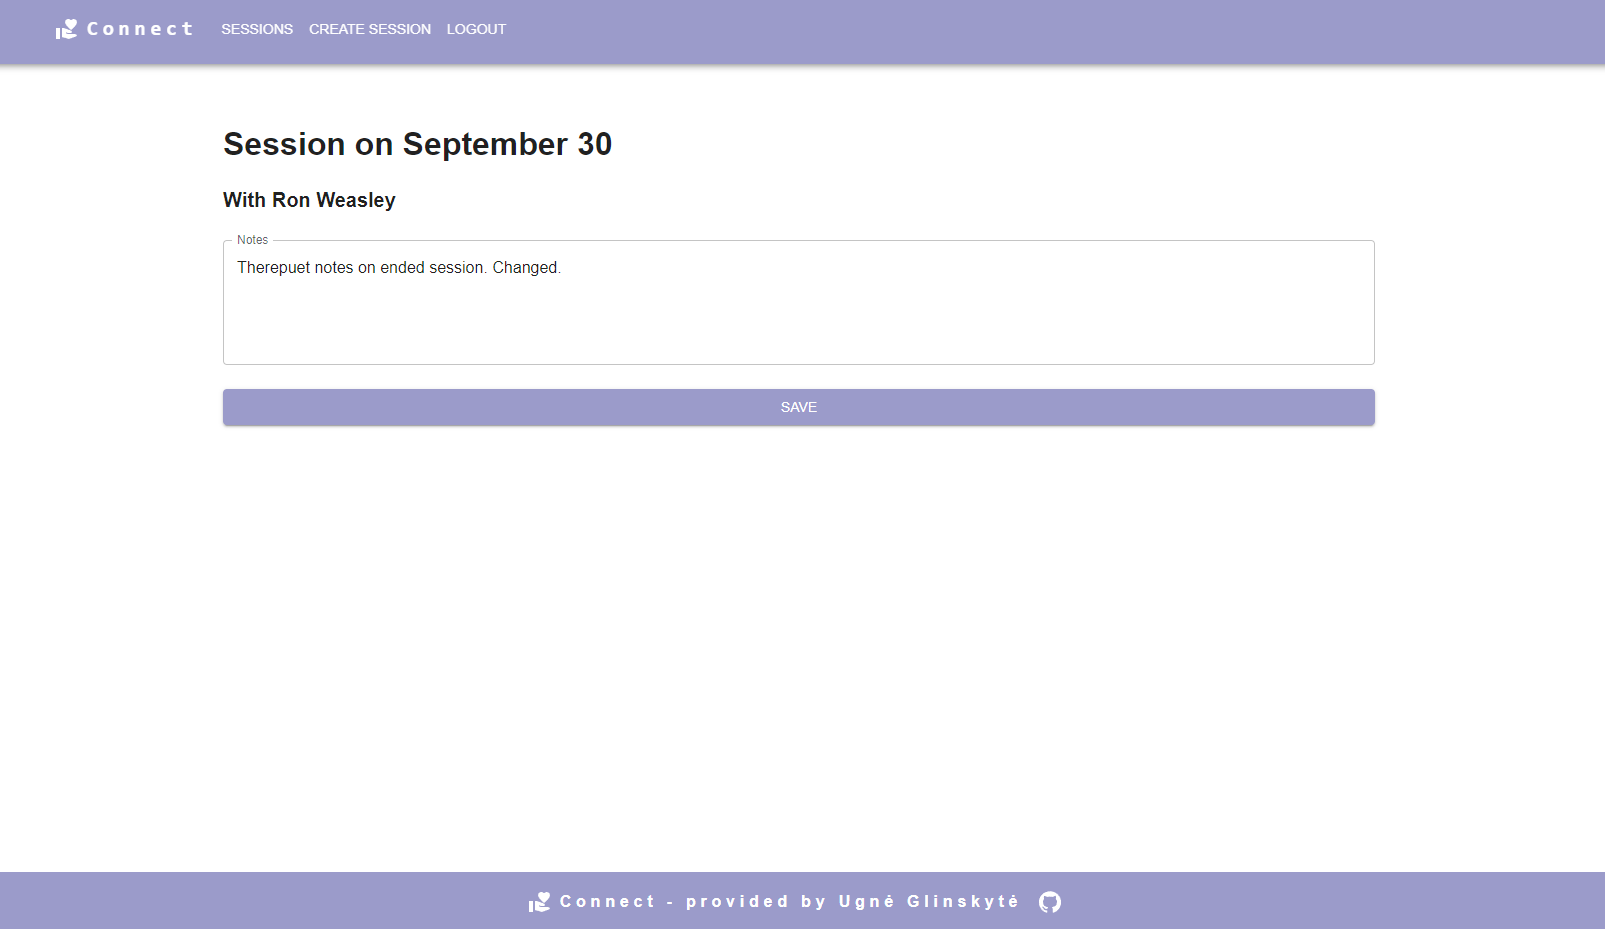 Connect SESSIONS CREATE SESSION LOGOUT
Session on September 30
With Ron Weasley
Notes
Therepuet notes on ended session. Changed.
SAVE
Connect - provided by Ugnė Glinskytė